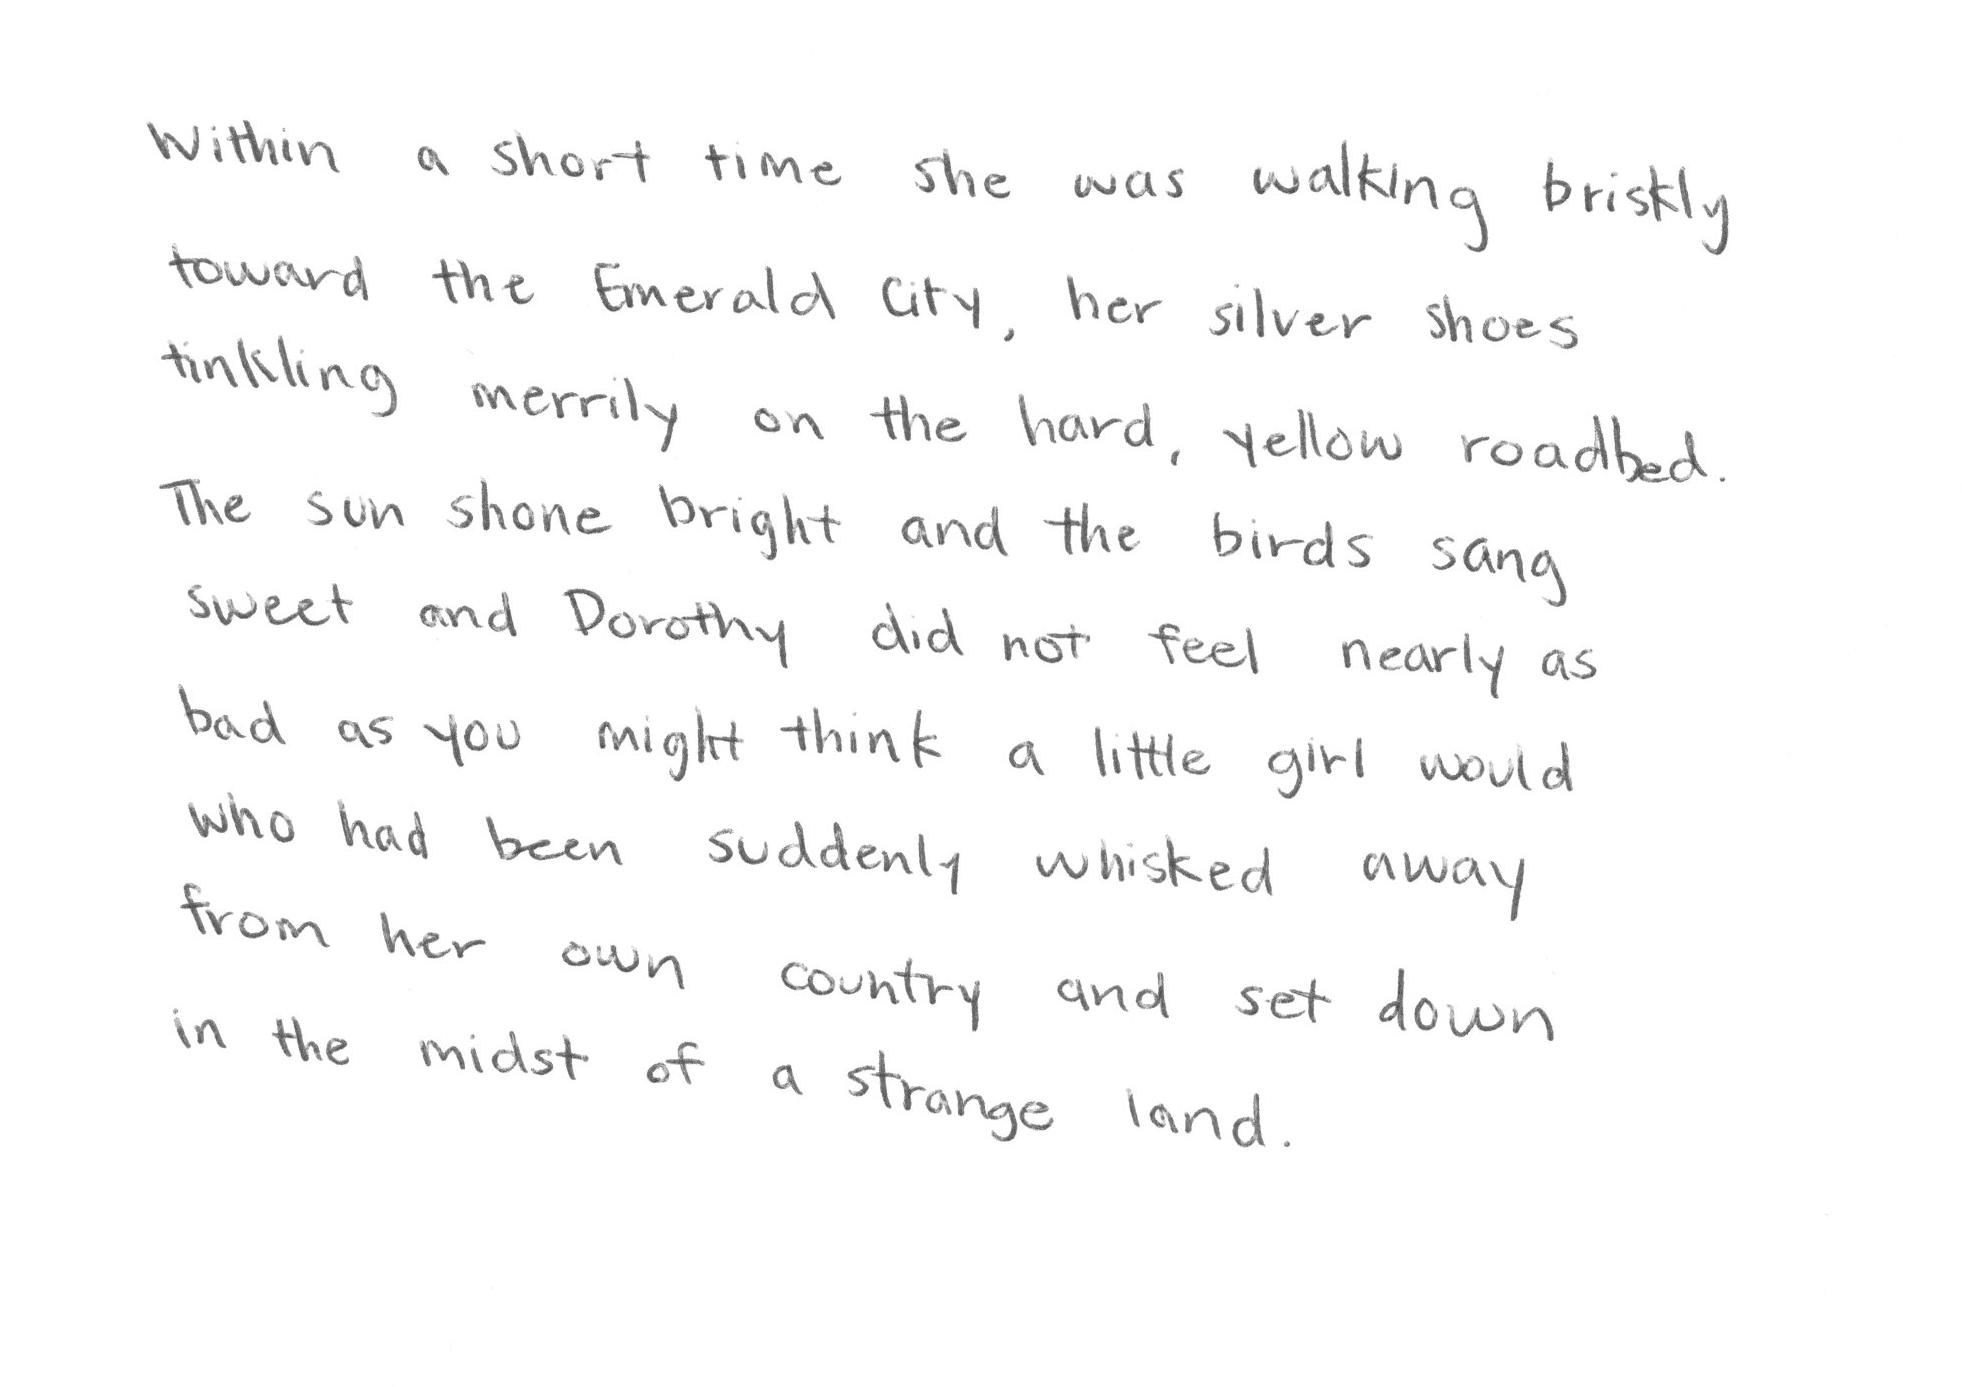 Within a short time she was walking briskly
toward the Emerald City, her silver shoes
tinkling merrily on the hard, yellow roadbed.
The sun shone bright and the birds sang
sweet and Dorothy did not feel nearly as
bad as you might think a little girl would
who had been suddenly whisked away
from her own country and set down
in the midst of a strange land.